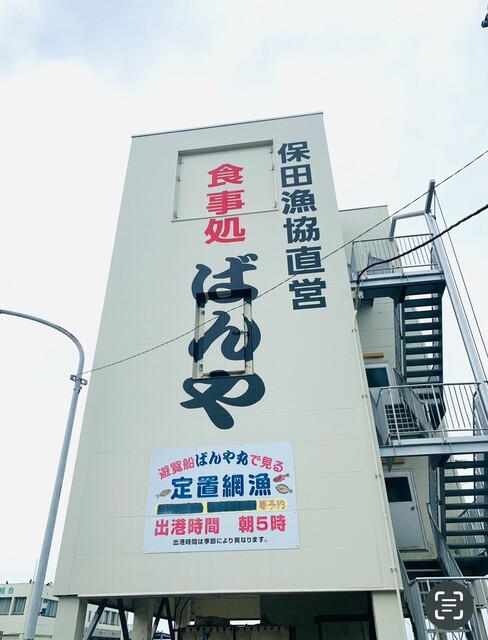 保田漁協直営
食事処
ばんや
遊覧船ばんや丸で見る
定置網漁
要予約
出港時間 朝5時
出港時間は季節により異なります。